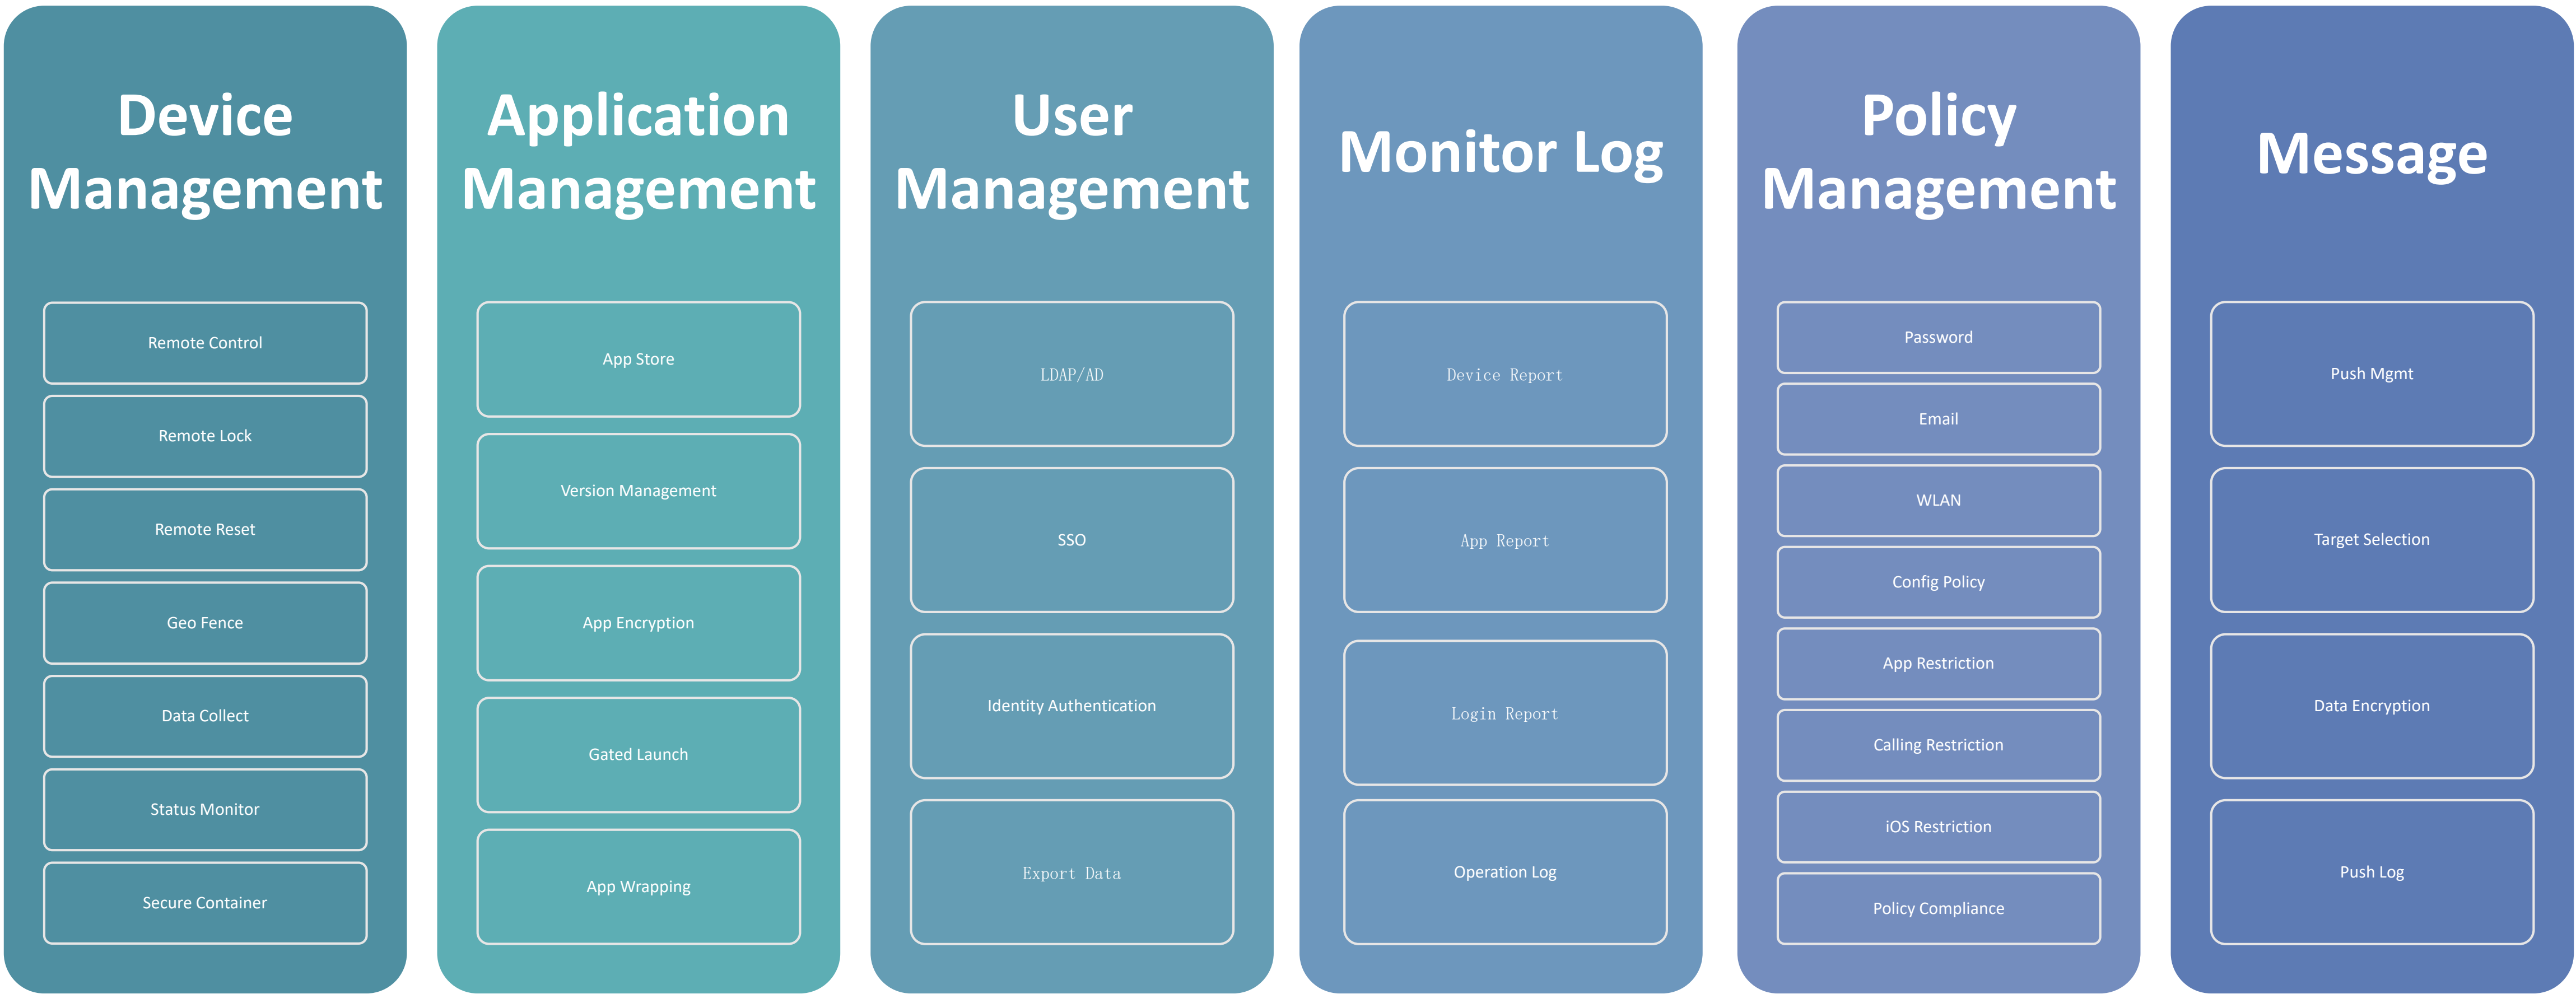 Device
Management
Remote Control
Remote Lock
Remote Reset
Geo Fence
Data Collect
Status Monitor
Secure Container
Application
Management
App Store
Version Management
App Encryption
Gated Launch
App Wrapping
User
Management
LDAP/AD
SSO
Identity Authentication
Export Data
Monitor Log
Device Report
App Report
Login Report
Operation Log
Policy
Management
Password
Email
WLAN
Config Policy
App Restriction
Calling Restriction
iOS Restriction
Policy Compliance
Message
Push Mgmt
Target Selection
Data Encryption
Push Log